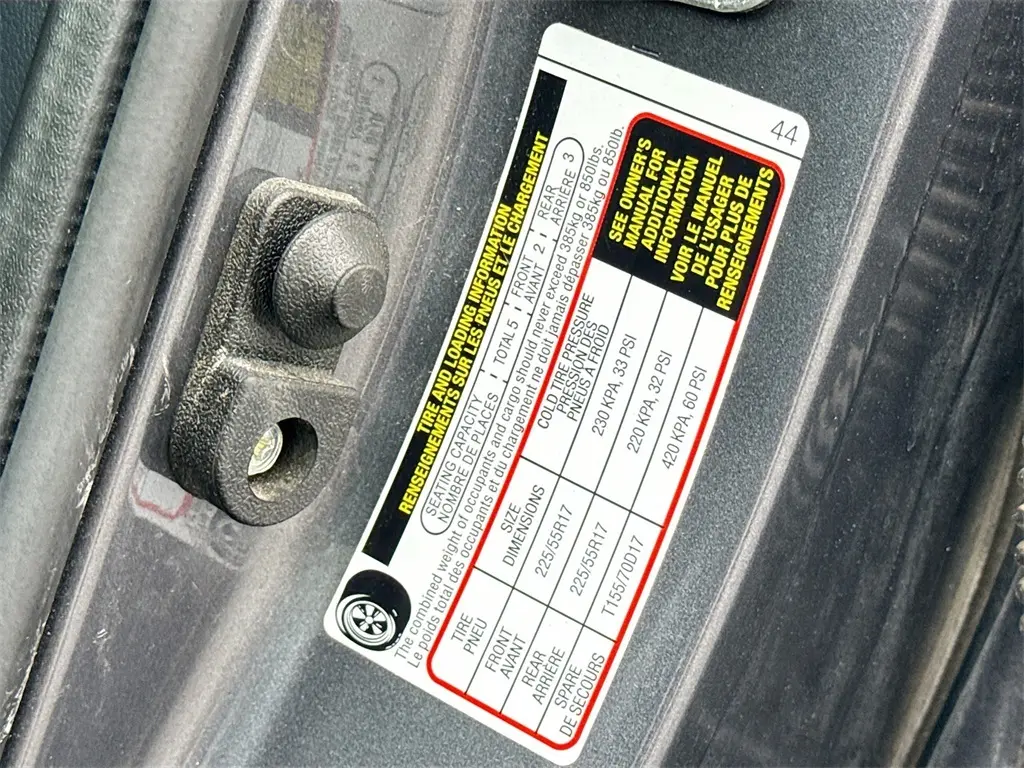 44
TIRE AND LOADING INFORMATION
RENSEIGNEMENTS SUR LES PNEUS ET LE CHARGEMENT
SEATING CAPACITY
NOMBRE DE PLACES
TOTAL 5
FRONT
AVANT
2
REAR
ARRIÈRE
3
The combined weight of occupants and cargo should never exceed 385kg or 850lbs.
Le poids total des occupants et du chargement ne doit jamais dépasser 385kg ou 850lb.
TIRE
PNEU
SIZE
DIMENSIONS
COLD TIRE PRESSURE
PRESSION DES
PNEUS A FROID
FRONT
AVANT
225/55R17
230 KPA, 33 PSI
REAR
ARRIÈRE
225/55R17
220 KPA, 32 PSI
SPARE
DE SECOURS
T155/70D17
420 KPA, 60 PSI
SEE OWNER'S
MANUAL FOR
ADDITIONAL
INFORMATION
VOIR LE MANUEL
DE L'USAGER
POUR PLUS DE
RENSEIGNEMENTS